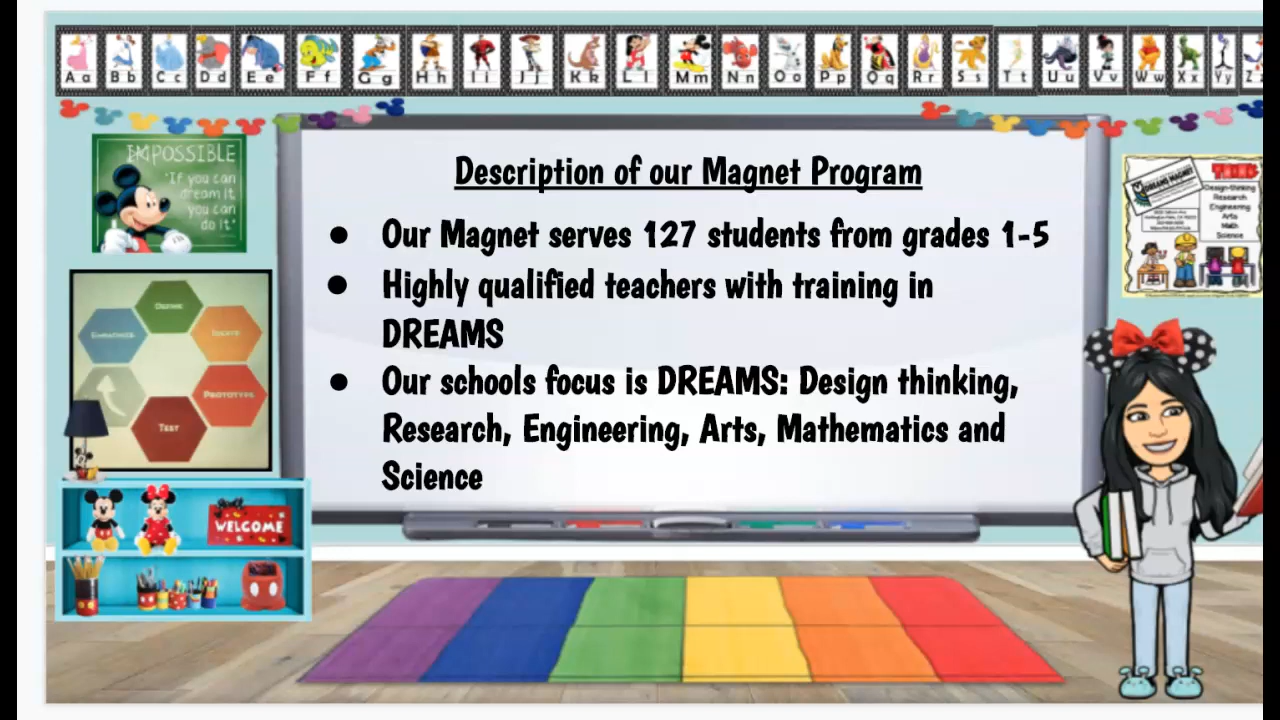 Aa Bb Cc Dd Ee Ff Gg Hh Ii Jj Kk Ll Mm Nn Oo Pp Qq Rr Ss Tt Uu Vv Ww Xx Yy Z
IMPOSSIBLE
"If you can
dream it
you can
do it"
DEFINE
EMPATHIZE
IDEATE
PROTOTYPE
TEST
WELCOME
Description of our Magnet Program
● Our Magnet serves 127 students from grades 1-5
● Highly qualified teachers with training in
DREAMS
● Our schools focus is DREAMS: Design thinking,
Research, Engineering, Arts, Mathematics and
Science
DREAMS MAGNET
Design-thinking
Research
Engineering
Arts
Math
Science